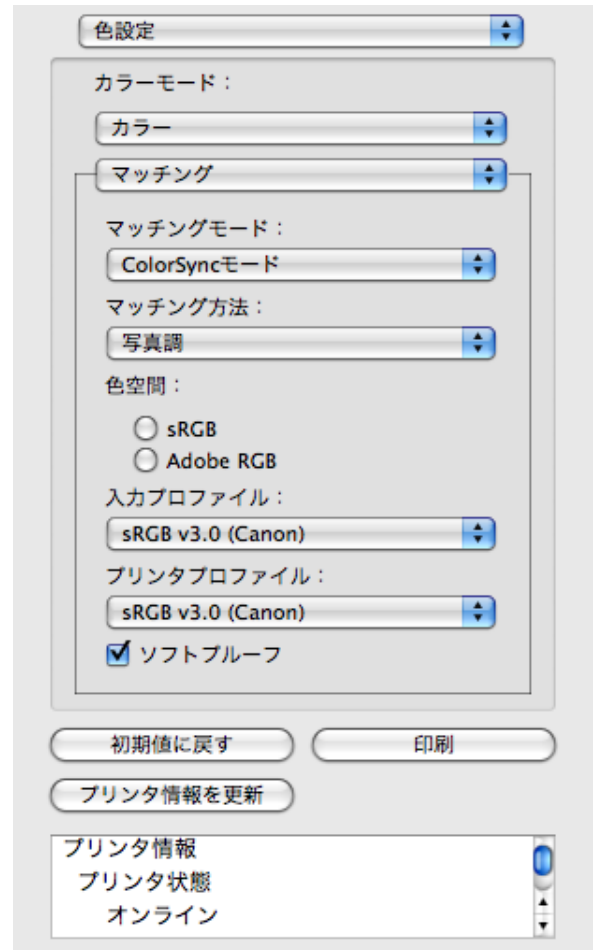 色設定
カラーモード：
カラー
マッチング
マッチングモード：
ColorSyncモード
マッチング方法：
写真調
色空間：
sRGB
Adobe RGB
入力プロファイル：
sRGB v3.0 (Canon)
プリンタプロファイル：
sRGB v3.0 (Canon)
ソフトプルーフ
初期値に戻す 印刷
プリンタ情報を更新
プリンタ情報
プリンタ状態
オンライン